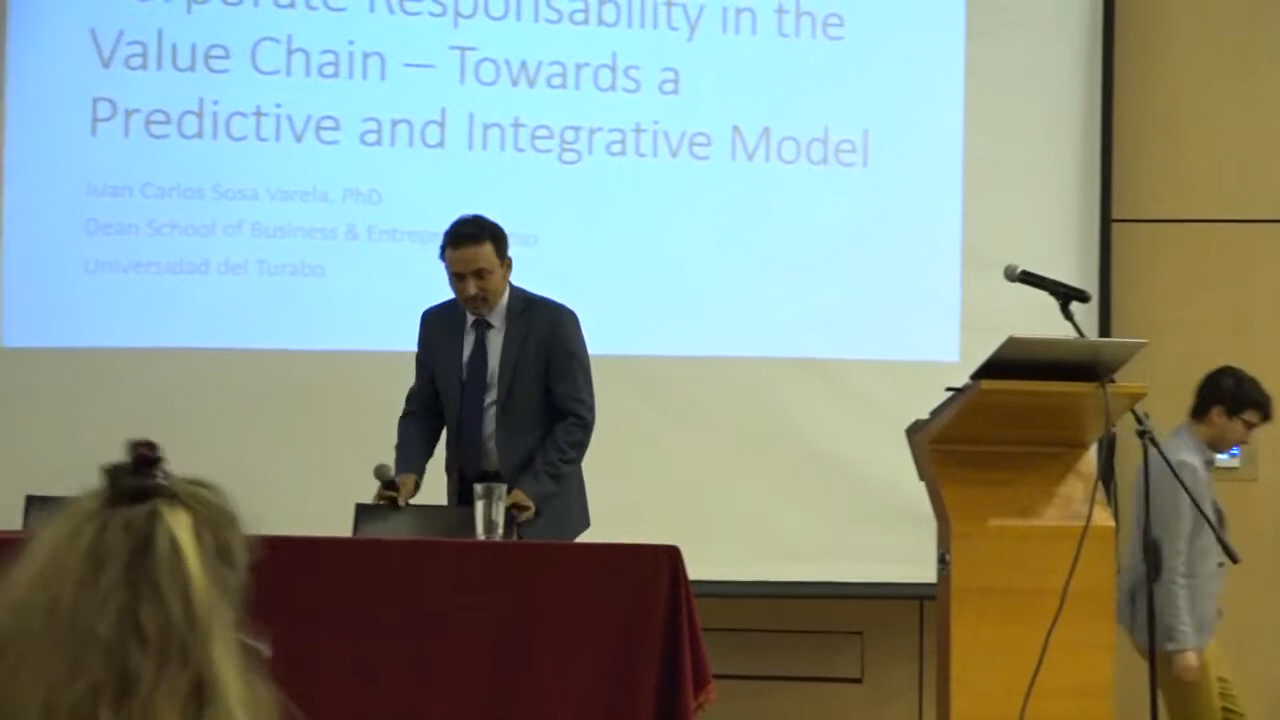 Responsability in the
Value Chain – Towards a
Predictive and Integrative Model
Juan Carlos Sosa Varela, PhD
Dean School of Business &
Universidad del Turabo